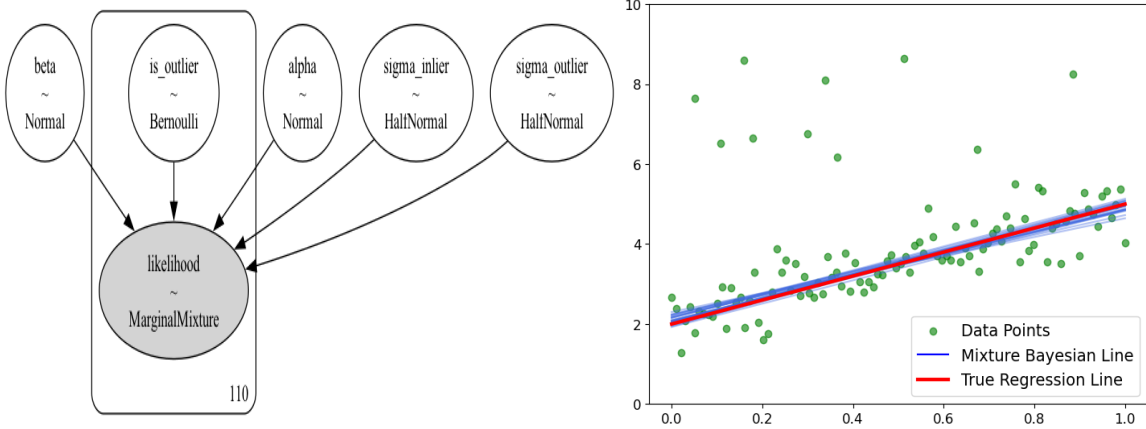 beta
~
Normal
is_outlier
~
Bernoulli
alpha
~
Normal
sigma_inlier
~
HalfNormal
sigma_outlier
~
HalfNormal
likelihood
~
MarginalMixture
110
10
8
6
4
2
0
0.0 0.2 0.4 0.6 0.8 1.0
Data Points
Mixture Bayesian Line
True Regression Line